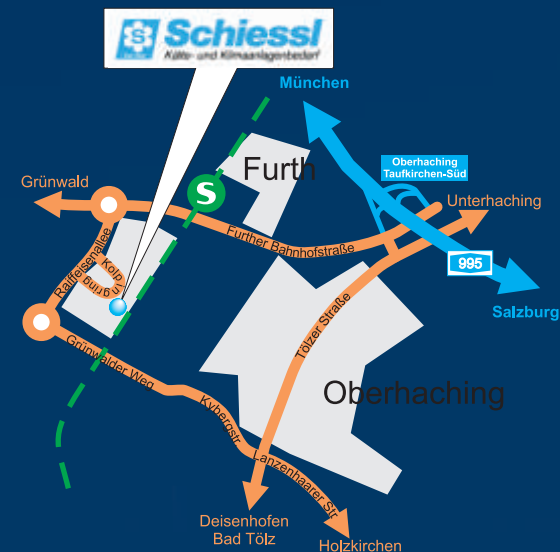 S
Schiessl
Kälte- und Klimaanlagenbedarf
München
Furth
Oberhaching
Taufkirchen-Süd
Grünwald
S
Unterhaching
Further Bahnhofstraße
995
Raiffeisenallee
Kolpingring
Salzburg
Tölzer Straße
Grünwalder Weg
Oberhaching
Kybergstr.
Lanzenhaarer Str.
Deisenhofen
Bad Tölz
Holzkirchen